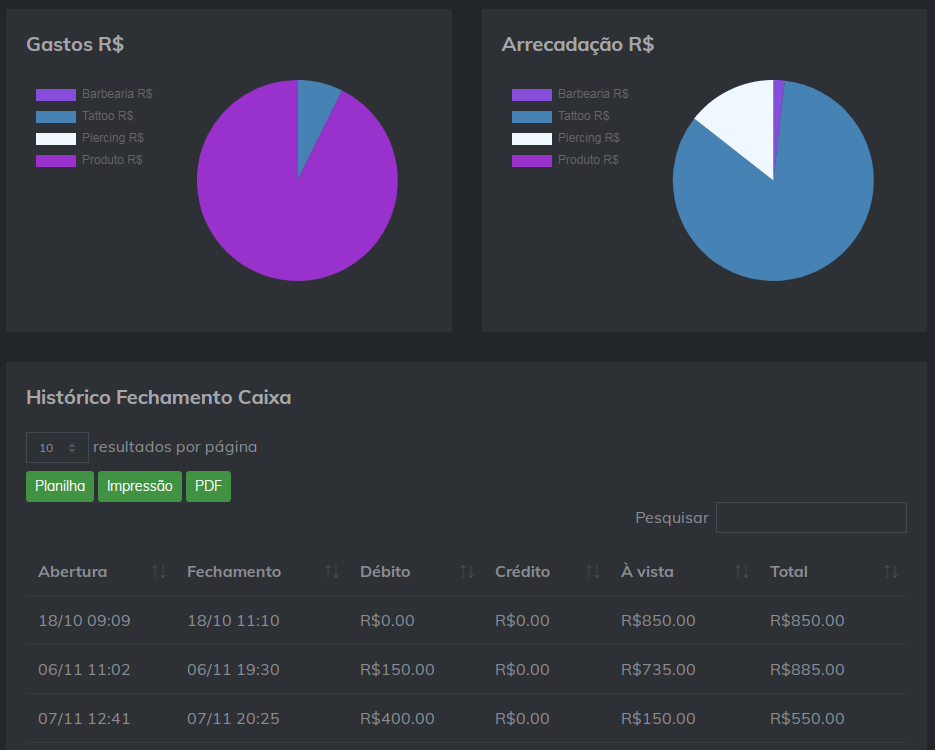 Gastos R$
Barbearia R$
Tattoo R$
Piercing R$
Produto R$
Arrecadação R$
Barbearia R$
Tattoo R$
Piercing R$
Produto R$
Histórico Fechamento Caixa
10 resultados por página
Planilha Impressão PDF
Pesquisar
Abertura Fechamento Débito Crédito À vista Total
18/10 09:09 18/10 11:10 R$0.00 R$0.00 R$850.00 R$850.00
06/11 11:02 06/11 19:30 R$150.00 R$0.00 R$735.00 R$885.00
07/11 12:41 07/11 20:25 R$400.00 R$0.00 R$150.00 R$550.00